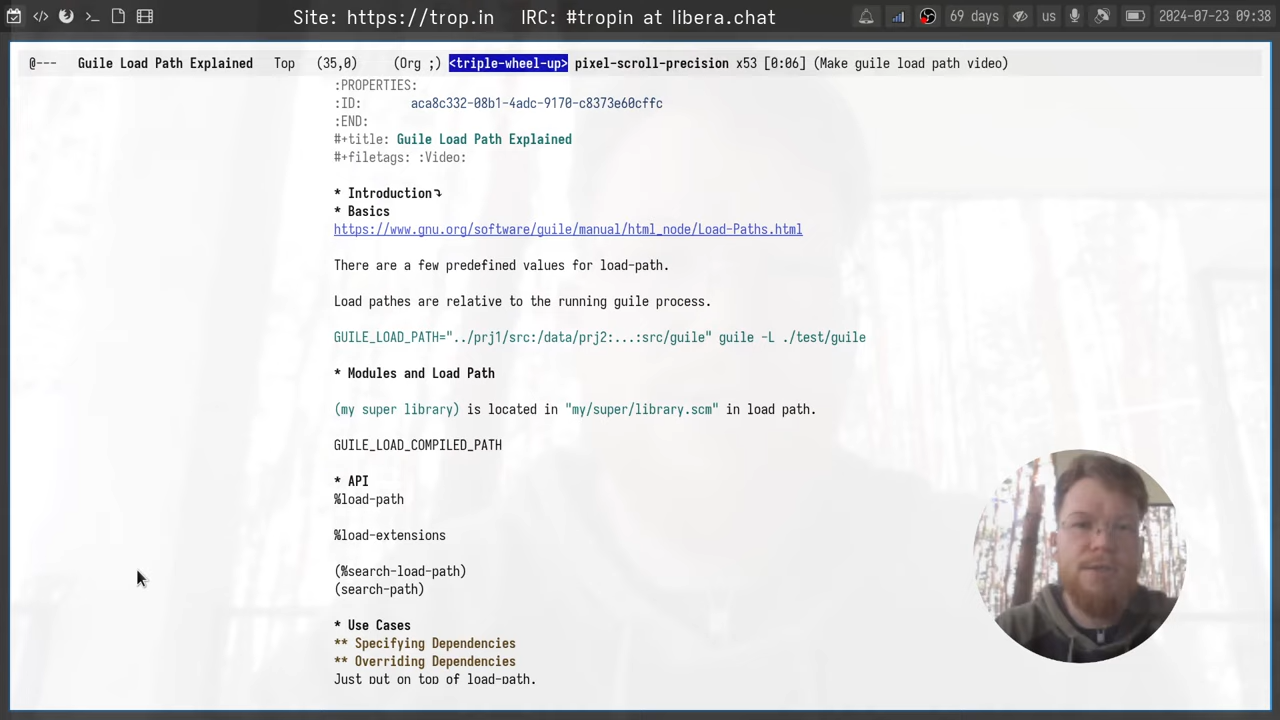 Site: https://trop.in IRC: #tropin at libera.chat
69 days us 2024-07-23 09:38
@--- Guile Load Path Explained Top (35,0) (Org ;) <triple-wheel-up> pixel-scroll-precision x53 [0:06] (Make guile load path video)
:PROPERTIES:
:ID: aca8c332-08b1-4adc-9170-c8373e60cffc
:END:
#+title: Guile Load Path Explained
#+filetags: :Video:
* Introduction⤵
* Basics
https://www.gnu.org/software/guile/manual/html_node/Load-Paths.html
There are a few predefined values for load-path.
Load pathes are relative to the running guile process.
GUILE_LOAD_PATH="../prj1/src:/data/prj2:...:src/guile" guile -L ./test/guile
* Modules and Load Path
(my super library) is located in "my/super/library.scm" in load path.
GUILE_LOAD_COMPILED_PATH
* API
%load-path
%load-extensions
(%search-load-path)
(search-path)
* Use Cases
** Specifying Dependencies
** Overriding Dependencies
Just put on top of load-path.